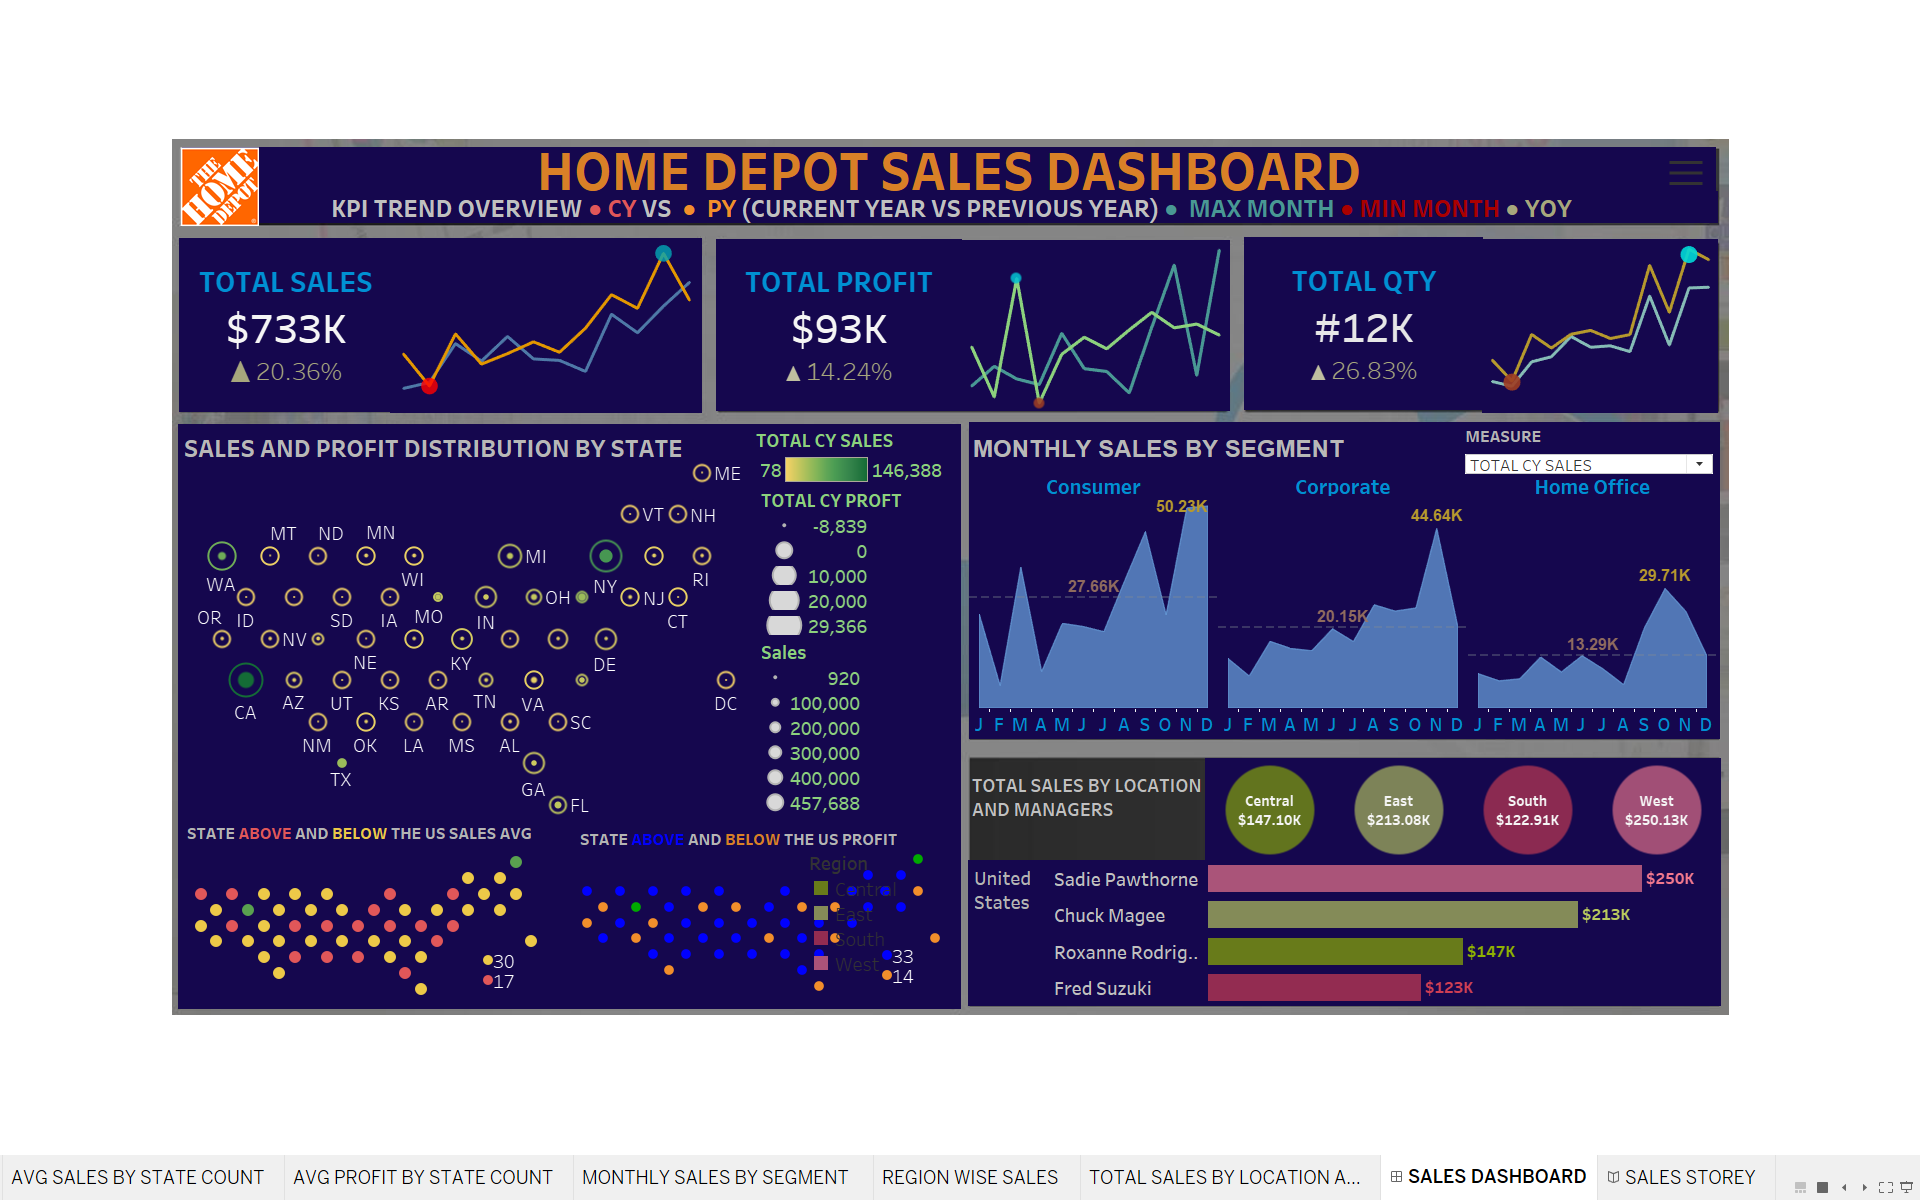 THE
HOME
DEPOT
HOME DEPOT SALES DASHBOARD
KPI TREND OVERVIEW ● CY VS ● PY (CURRENT YEAR VS PREVIOUS YEAR) ● MAX MONTH ● MIN MONTH ● YOY
TOTAL SALES
$733K
▲ 20.36%
TOTAL PROFIT
$93K
▲ 14.24%
TOTAL QTY
#12K
▲ 26.83%
SALES AND PROFIT DISTRIBUTION BY STATE
ME
VT NH
MT ND MN
MI
WA WI NY RI
OH NJ
OR ID SD IA MO IN CT
NV
NE KY DE
CA AZ UT KS AR TN VA DC
SC
NM OK LA MS AL
TX GA
FL
TOTAL CY SALES
78 146,388
TOTAL CY PROFT
-8,839
0
10,000
20,000
29,366
Sales
920
100,000
200,000
300,000
400,000
457,688
STATE ABOVE AND BELOW THE US SALES AVG
30
17
STATE ABOVE AND BELOW THE US PROFIT
Region
Central
East
South
West
33
14
MONTHLY SALES BY SEGMENT
MEASURE
TOTAL CY SALES
Consumer Corporate Home Office
50.23K
27.66K
44.64K
20.15K
29.71K
13.29K
J F M A M J J A S O N D J F M A M J J A S O N D J F M A M J J A S O N D
TOTAL SALES BY LOCATION
AND MANAGERS
Central
$147.10K
East
$213.08K
South
$122.91K
West
$250.13K
United
States
Sadie Pawthorne $250K
Chuck Magee $213K
Roxanne Rodrig.. $147K
Fred Suzuki $123K
AVG SALES BY STATE COUNT
AVG PROFIT BY STATE COUNT
MONTHLY SALES BY SEGMENT
REGION WISE SALES
TOTAL SALES BY LOCATION A...
SALES DASHBOARD
SALES STOREY